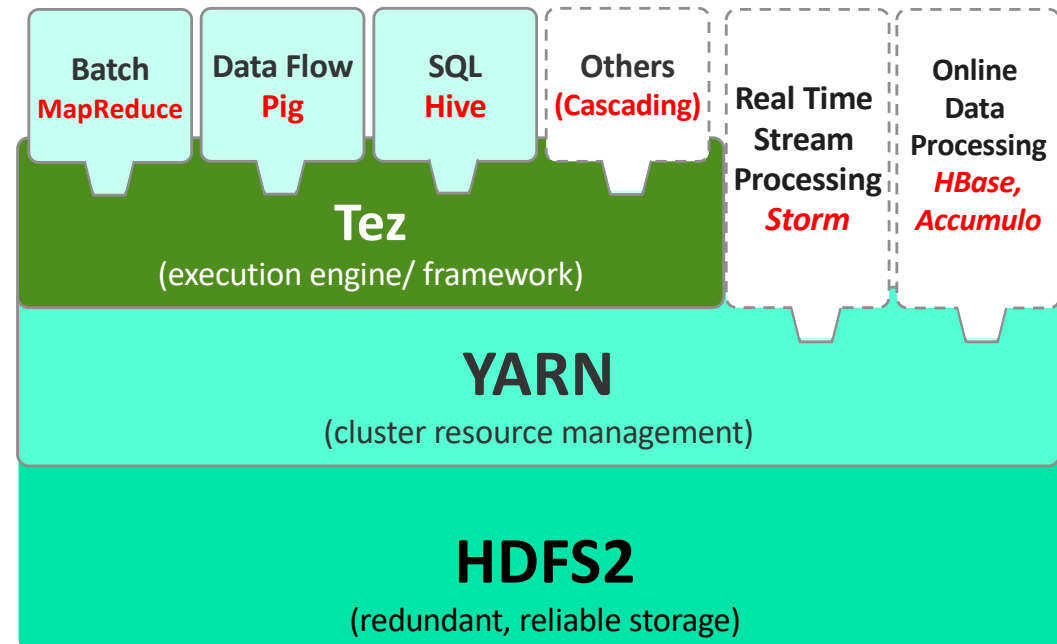 Batch
MapReduce
Data Flow
Pig
SQL
Hive
Others
(Cascading)
Real Time
Stream
Processing
Storm
Online
Data
Processing
HBase,
Accumulo
Tez
(execution engine/ framework)
YARN
(cluster resource management)
HDFS2
(redundant, reliable storage)